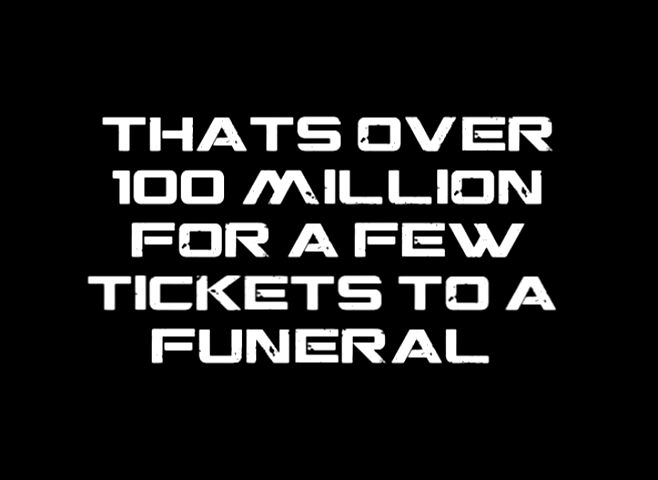 THATS OVER
100 MILLION
FOR A FEW
TICKETS TO A
FUNERAL